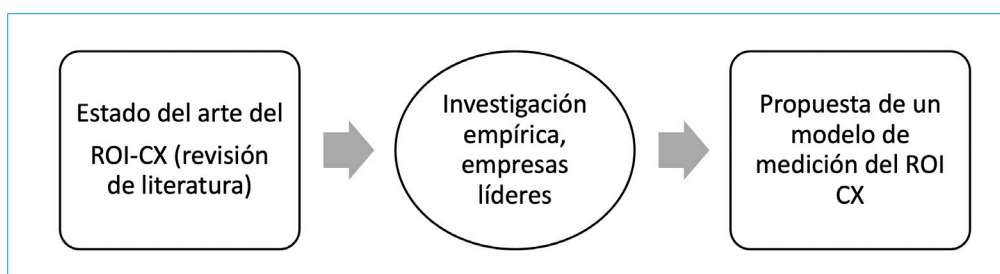 Estado del arte del
ROI-CX (revisión
de literatura)
Investigación
empírica,
empresas
líderes
Propuesta de un
modelo de
medición del ROI
CX